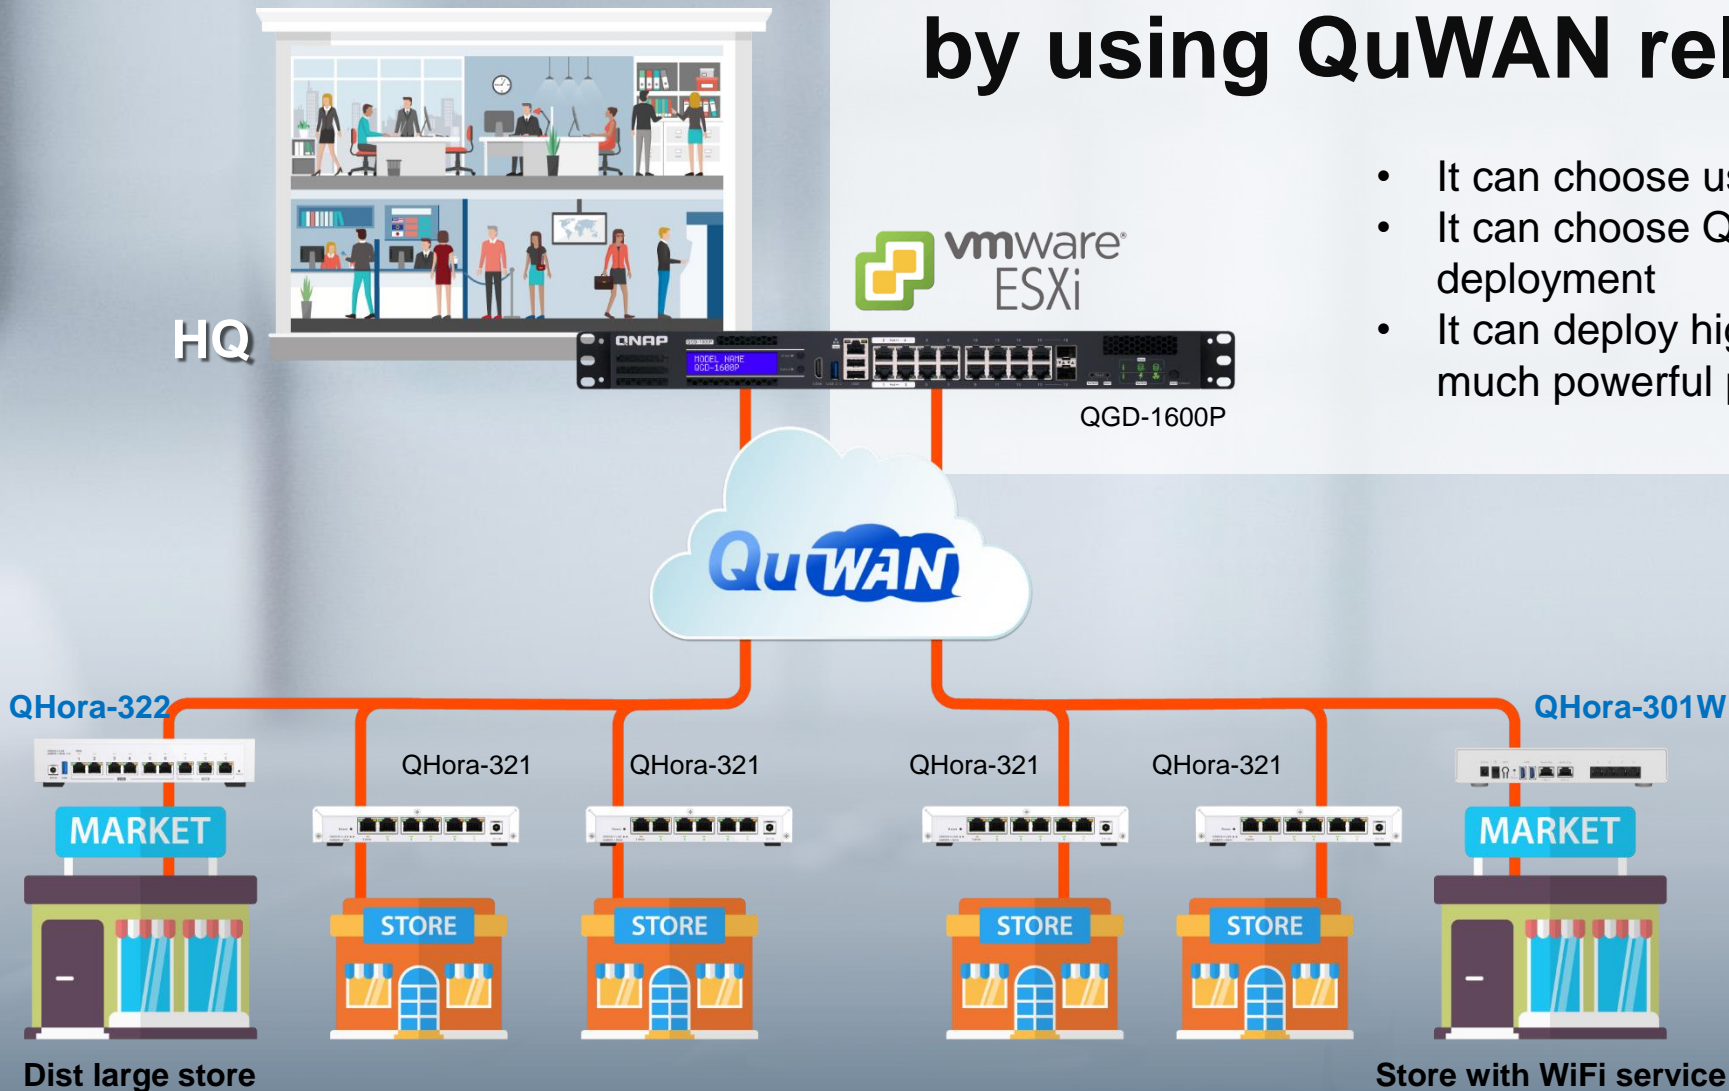 by using QuWAN rel
• It can choose us
• It can choose Q
deployment
• It can deploy hig
much powerful p
vmware®
ESXi
HQ
QNAP
MODEL NAME
QGD-1600P
QGD-1600P
QuWAN
QHora-322
QHora-301W
QHora-321
QHora-321
QHora-321
QHora-321
MARKET
MARKET
STORE
STORE
STORE
STORE
Dist large store
Store with WiFi service